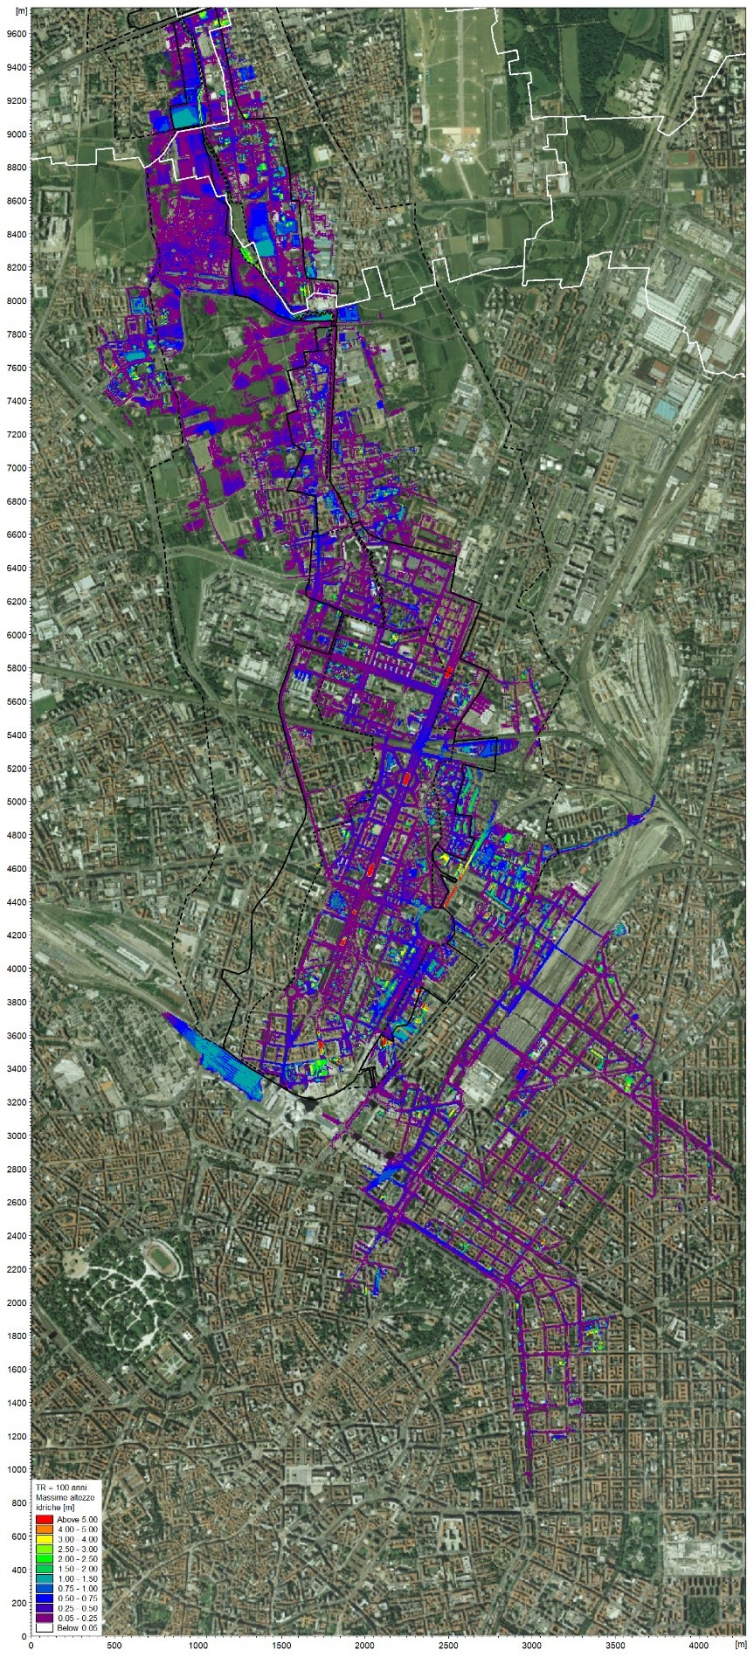 [m]
9600
9400
9200
9000
8800
8600
8400
8200
8000
7800
7600
7400
7200
7000
6800
6600
6400
6200
6000
5800
5600
5400
5200
5000
4800
4600
4400
4200
4000
3800
3600
3400
3200
3000
2800
2600
2400
2200
2000
1800
1600
1400
1200
1000
800
600
400
200
0
TR = 100 anni
Massime altezze
idriche [m]
Above 5.00
4.00 - 5.00
3.00 - 4.00
2.50 - 3.00
2.00 - 2.50
1.50 - 2.00
1.00 - 1.50
0.75 - 1.00
0.50 - 0.75
0.25 - 0.50
0.05 - 0.25
Below 0.05
0 500 1000 1500 2000 2500 3000 3500 4000 [m]